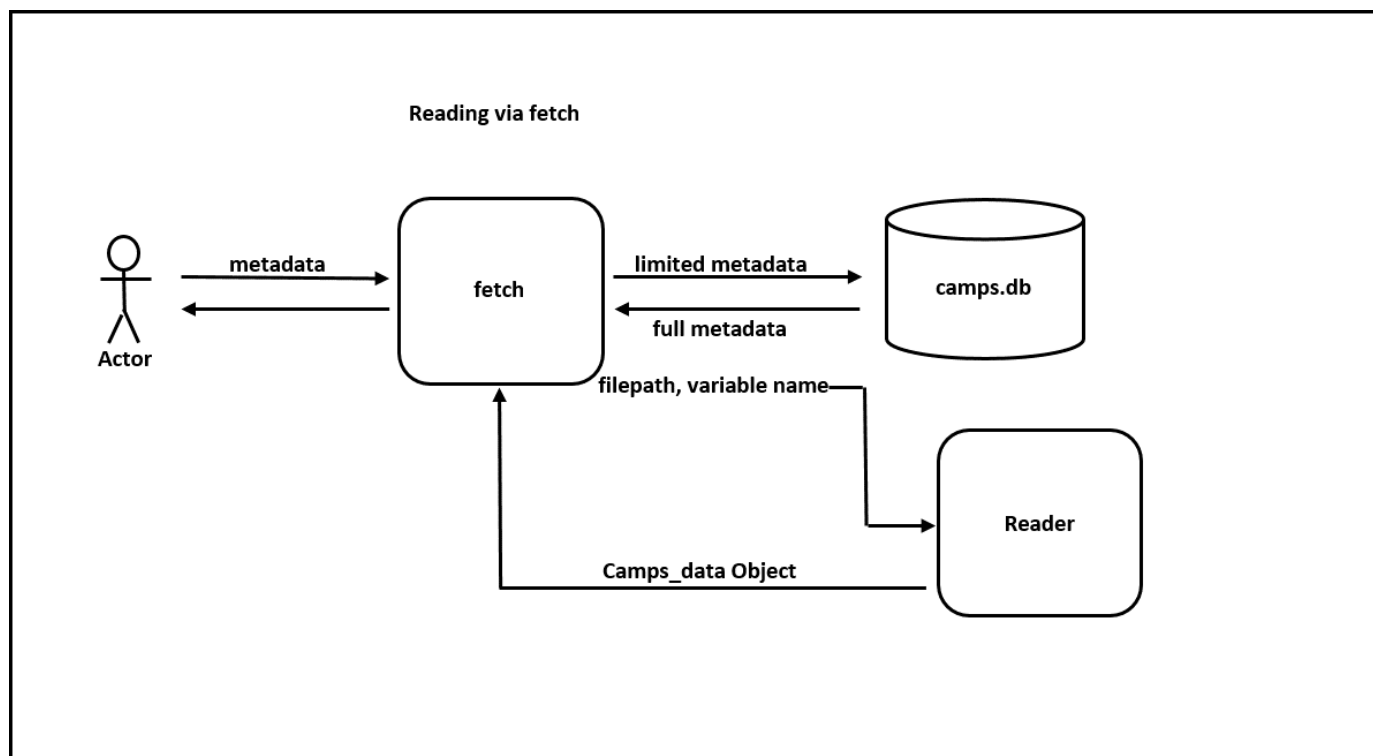 Reading via fetch
metadata
fetch
limited metadata
camps.db
full metadata
Actor
filepath, variable name
Reader
Camps_data Object